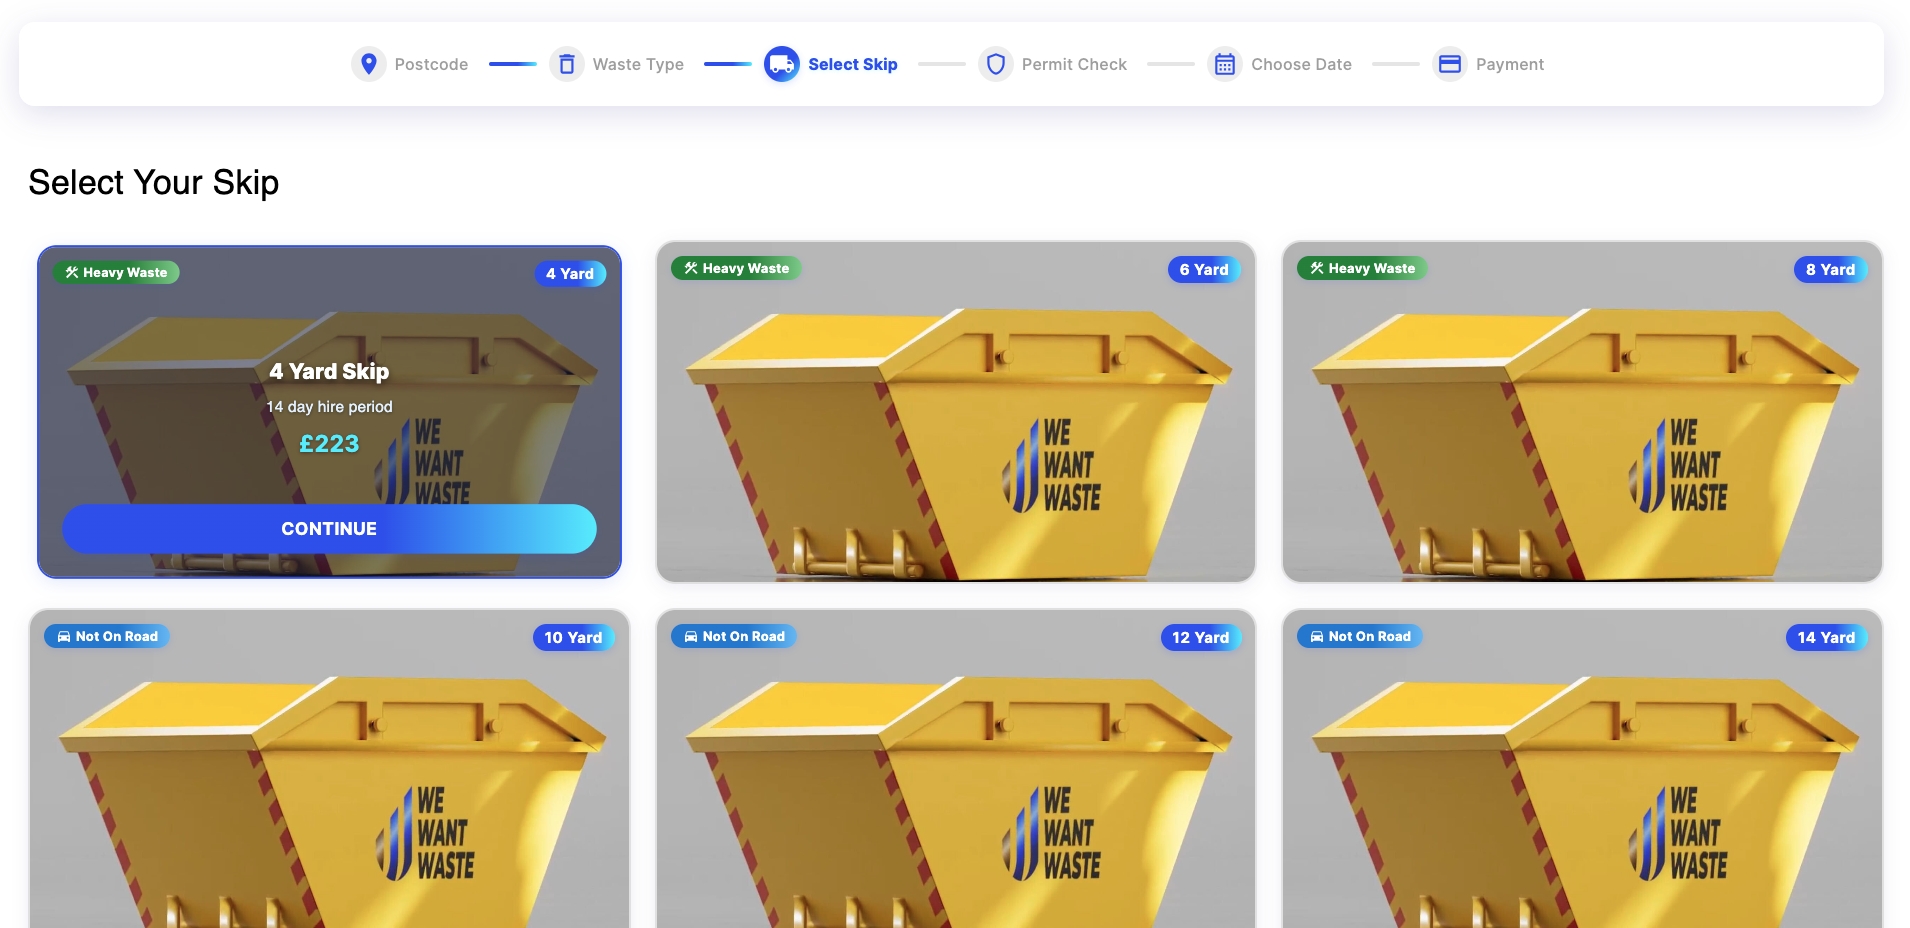 Postcode
Waste Type
Select Skip
Permit Check
Choose Date
Payment
Select Your Skip
Heavy Waste
4 Yard
4 Yard Skip
14 day hire period
£223
WE
WANT
WASTE
CONTINUE
Heavy Waste
6 Yard
WE
WANT
WASTE
Heavy Waste
8 Yard
WE
WANT
WASTE
Not On Road
10 Yard
WE
WANT
WASTE
Not On Road
12 Yard
WE
WANT
WASTE
Not On Road
14 Yard
WE
WANT
WASTE